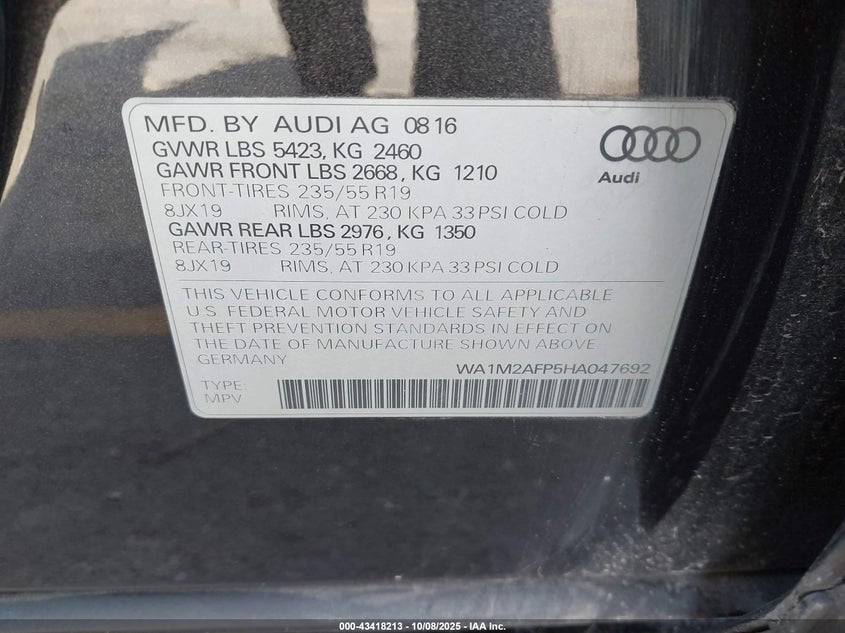 MFD. BY AUDI AG 08 16
GVWR LBS 5423, KG 2460
GAWR FRONT LBS 2668, KG 1210
FRONT-TIRES 235/55 R19
8JX19 RIMS, AT 230 KPA 33 PSI COLD
GAWR REAR LBS 2976, KG 1350
REAR-TIRES 235/55 R19
8JX19 RIMS, AT 230 KPA 33 PSI COLD
Audi
THIS VEHICLE CONFORMS TO ALL APPLICABLE
U.S. FEDERAL MOTOR VEHICLE SAFETY AND
THEFT PREVENTION STANDARDS IN EFFECT ON
THE DATE OF MANUFACTURE SHOWN ABOVE
GERMANY WA1M2AFP5HA047692
TYPE:
MPV
000-43418213 - 10/08/2025 - IAA Inc.